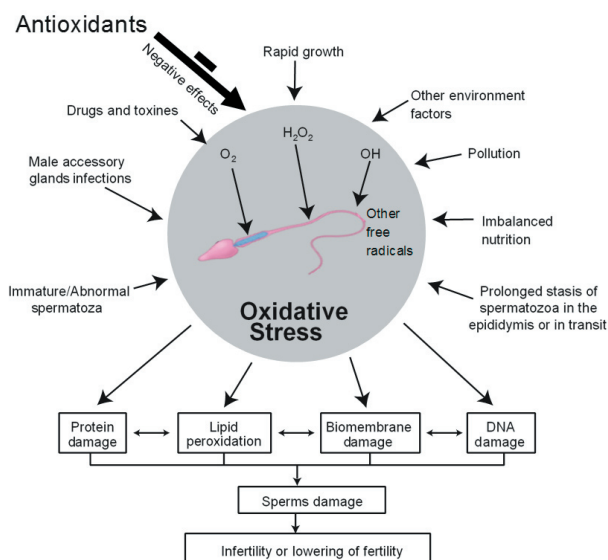 Antioxidants
Negative effects
Rapid growth
Drugs and toxines
Other environment
factors
Male accessory
glands infections
Pollution
Imbalanced
nutrition
Immature/Abnormal
spermatoza
Prolonged stasis of
spermatozoa in the
epididymis or in transit
O₂
H₂O₂
OH
Other
free
radicals
Oxidative
Stress
Protein
damage
Lipid
peroxidation
Biomembrane
damage
DNA
damage
Sperms damage
Infertility or lowering of fertility